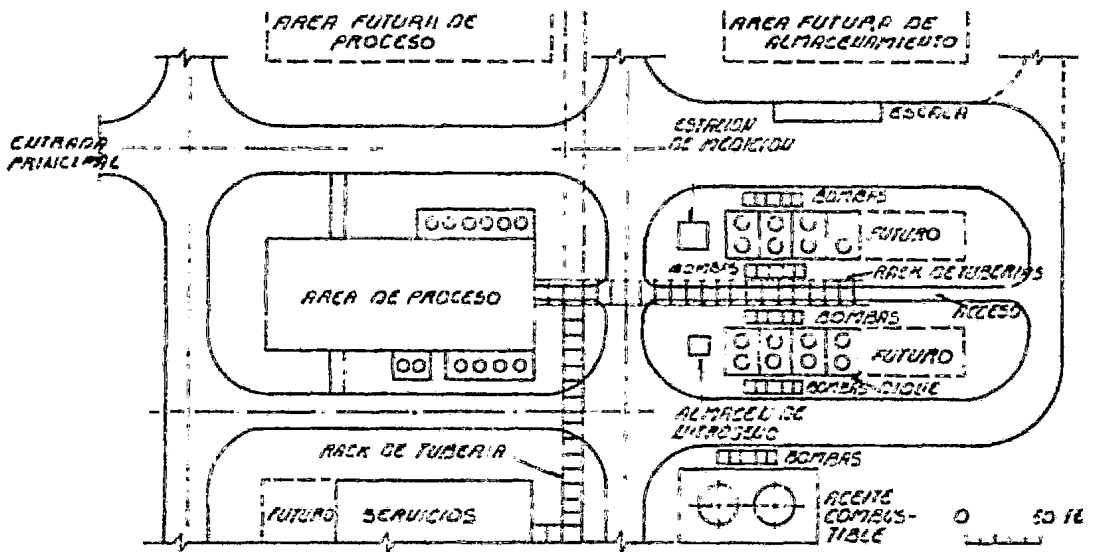 AREA FUTURA DE
PROCESO
AREA FUTURA DE
ALMACENAMIENTO
ESCALA
ENTRADA
PRINCIPAL
ESTACION
DE MEDICION
BOMBAS
FUTURO
BOMBAS
RACK DE TUBERIAS
AREA DE PROCESO
ACCESO
BOMBAS
FUTURO
BOMBAS
DIQUE
ALMACEN DE
NITROGENO
RACK DE TUBERIA
BOMBAS
FUTURO
SERVICIOS
ACEITE
COMBUS-
TIBLE
0 50 FT